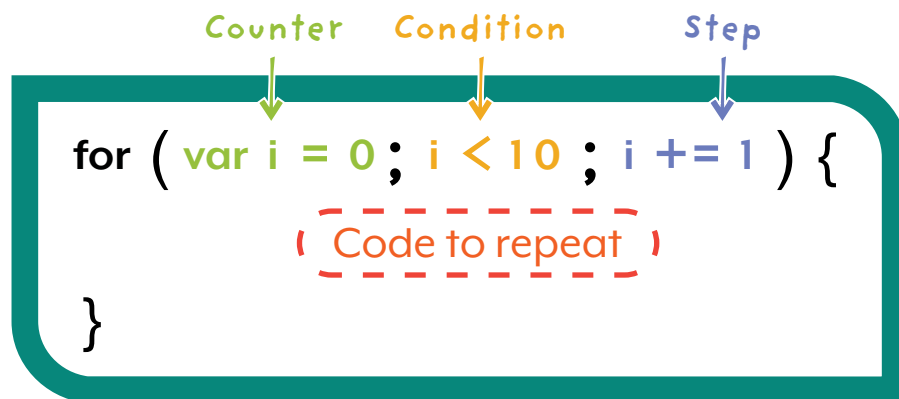 Counter Condition Step
for ( var i = 0 ; i < 10 ; i += 1 ) {
Code to repeat
}